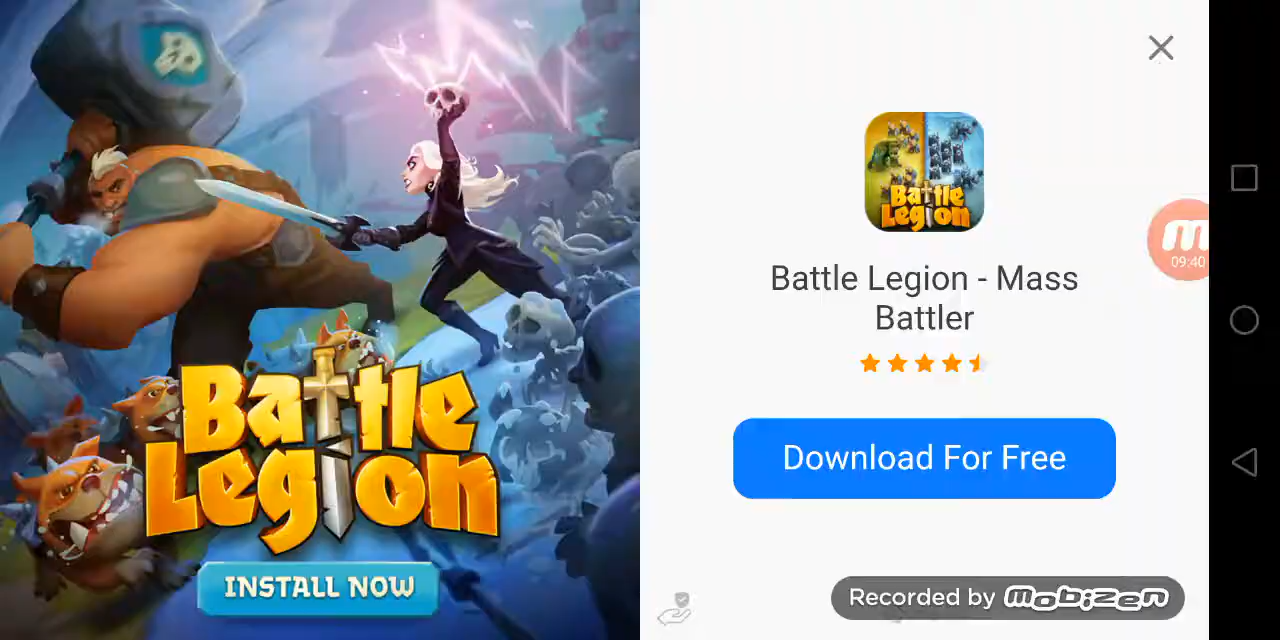 Battle
Legion
INSTALL NOW
Battle
Legion
Battle Legion - Mass
Battler
Download For Free
09:40
Recorded by mobizen